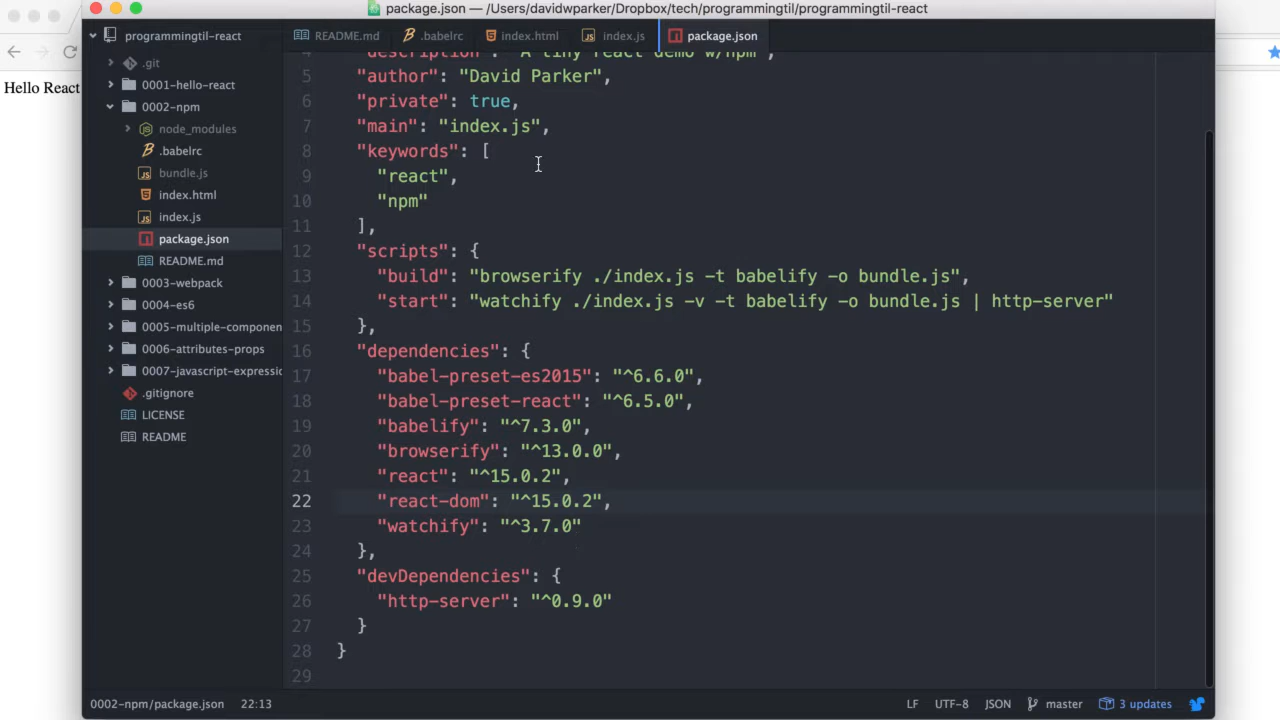 package.json — /Users/davidwparker/Dropbox/tech/programmingtil/programmingtil-react
programmingtil-react
README.md
.babelrc
index.html
index.js
package.json
Hello React
.git
0001-hello-react
0002-npm
node_modules
.babelrc
bundle.js
index.html
index.js
package.json
README.md
0003-webpack
0004-es6
0005-multiple-componen
0006-attributes-props
0007-javascript-expressio
.gitignore
LICENSE
README
4 "description": "A tiny react demo w/npm",
5 "author": "David Parker",
6 "private": true,
7 "main": "index.js",
8 "keywords": [
9 "react",
10 "npm"
11 ],
12 "scripts": {
13 "build": "browserify ./index.js -t babelify -o bundle.js",
14 "start": "watchify ./index.js -v -t babelify -o bundle.js | http-server"
15 },
16 "dependencies": {
17 "babel-preset-es2015": "^6.6.0",
18 "babel-preset-react": "^6.5.0",
19 "babelify": "^7.3.0",
20 "browserify": "^13.0.0",
21 "react": "^15.0.2",
22 "react-dom": "^15.0.2",
23 "watchify": "^3.7.0"
24 },
25 "devDependencies": {
26 "http-server": "^0.9.0"
27 }
28 }
29
0002-npm/package.json 22:13
LF UTF-8 JSON master 3 updates